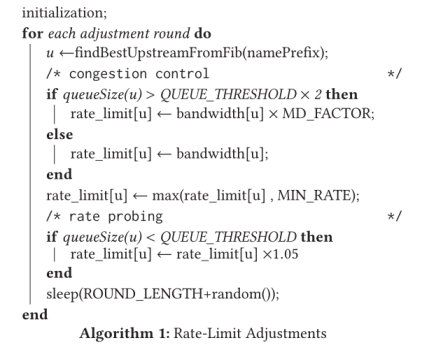 initialization;
for each adjustment round do
u ←findBestUpstreamFromFib(namePrefix);
/* congestion control */
if queueSize(u) > QUEUE_THRESHOLD × 2 then
rate_limit[u] ← bandwidth[u] × MD_FACTOR;
else
rate_limit[u] ← bandwidth[u];
end
rate_limit[u] ← max(rate_limit[u] , MIN_RATE);
/* rate probing */
if queueSize(u) < QUEUE_THRESHOLD then
rate_limit[u] ← rate_limit[u] ×1.05
end
sleep(ROUND_LENGTH+random());
end
Algorithm 1: Rate-Limit Adjustments